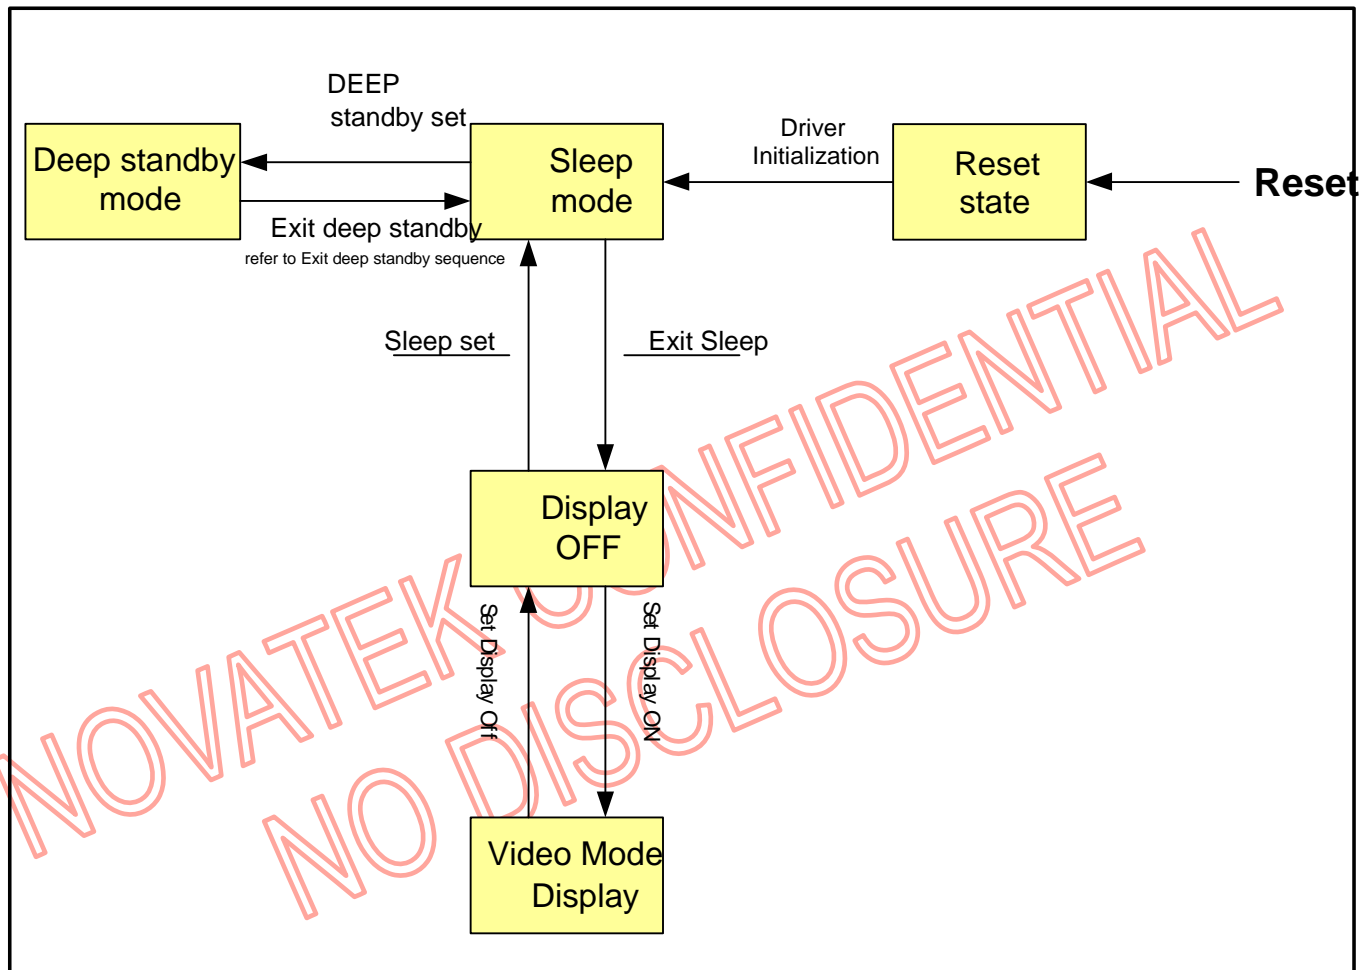 DEEP
standby set
Deep standby
mode
Sleep
mode
Driver
Initialization
Reset
state
Reset
Exit deep standby
refer to Exit deep standby sequence
Sleep set
Exit Sleep
Display
OFF
Set Display Off
Set Display ON
Video Mode
Display
NOVATEK CONFIDENTIAL
NO DISCLOSURE